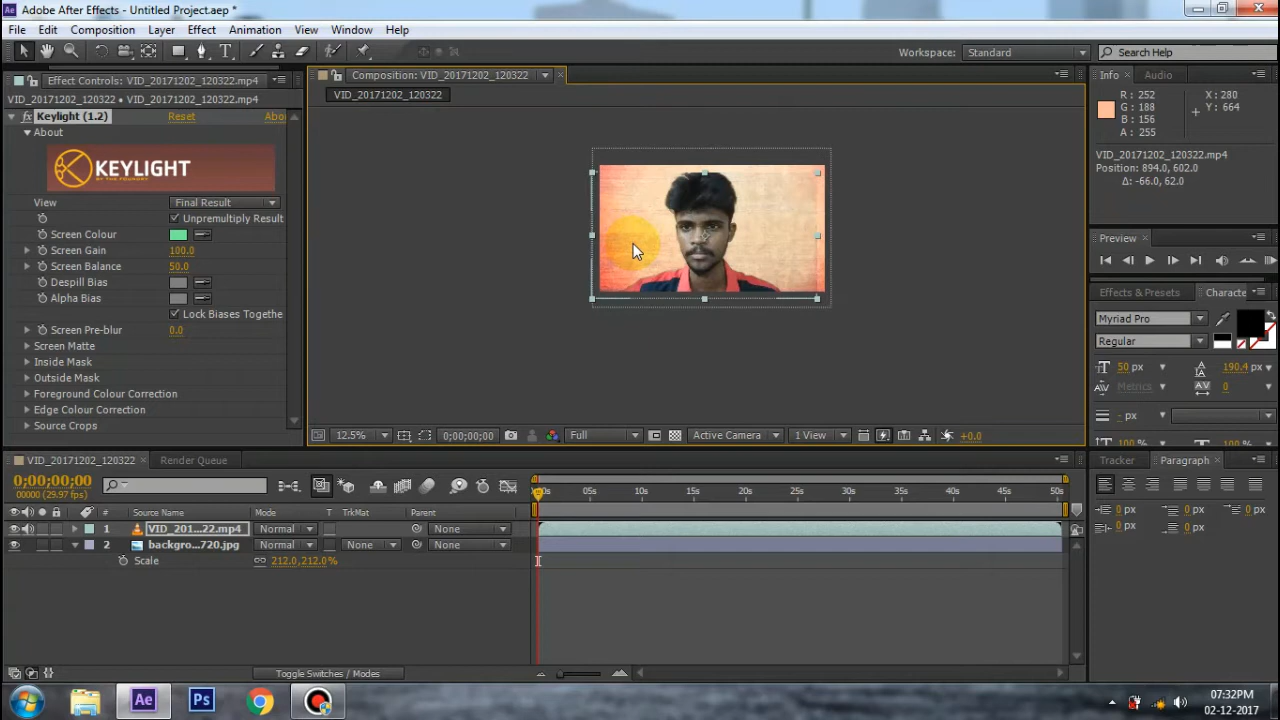 Adobe After Effects - Untitled Project.aep *
File Edit Composition Layer Effect Animation View Window Help
Workspace: Standard Search Help
Effect Controls: VID_20171202_120322.mp4
VID_20171202_120322 • VID_20171202_120322.mp4
fx Keylight (1.2) Reset Abo
About
KEYLIGHT
BY THE FOUNDRY
View Final Result
Unpremultiply Result
Screen Colour
Screen Gain 100.0
Screen Balance 50.0
Despill Bias
Alpha Bias
Lock Biases Togethe
Screen Pre-blur 0.0
Screen Matte
Inside Mask
Outside Mask
Foreground Colour Correction
Edge Colour Correction
Source Crops
Composition: VID_20171202_120322
VID_20171202_120322
12.5% 0;00;00;00 Full Active Camera 1 View +0.0
Info Audio
R : 252 X : 280
G : 188 Y : 664
B : 156
A : 255
VID_20171202_120322.mp4
Position: 894.0, 602.0
Δ: -66.0, 62.0
Preview
Effects & Presets Characte
Myriad Pro
Regular
50 px 190.4 px
Metrics 0
- px
100 % 100 %
Tracker Paragraph
0 px 0 px 0 px
0 px 0 px
VID_20171202_120322 Render Queue
0;00;00;00
00000 (29.97 fps)
# Source Name Mode T TrkMat Parent
1 VID_201...22.mp4 Normal None
2 backgro...720.jpg Normal None None
Scale 212.0,212.0%
05s 10s 15s 20s 25s 30s 35s 40s 45s 50s
Toggle Switches / Modes
Ae Ps
07:32PM
02-12-2017